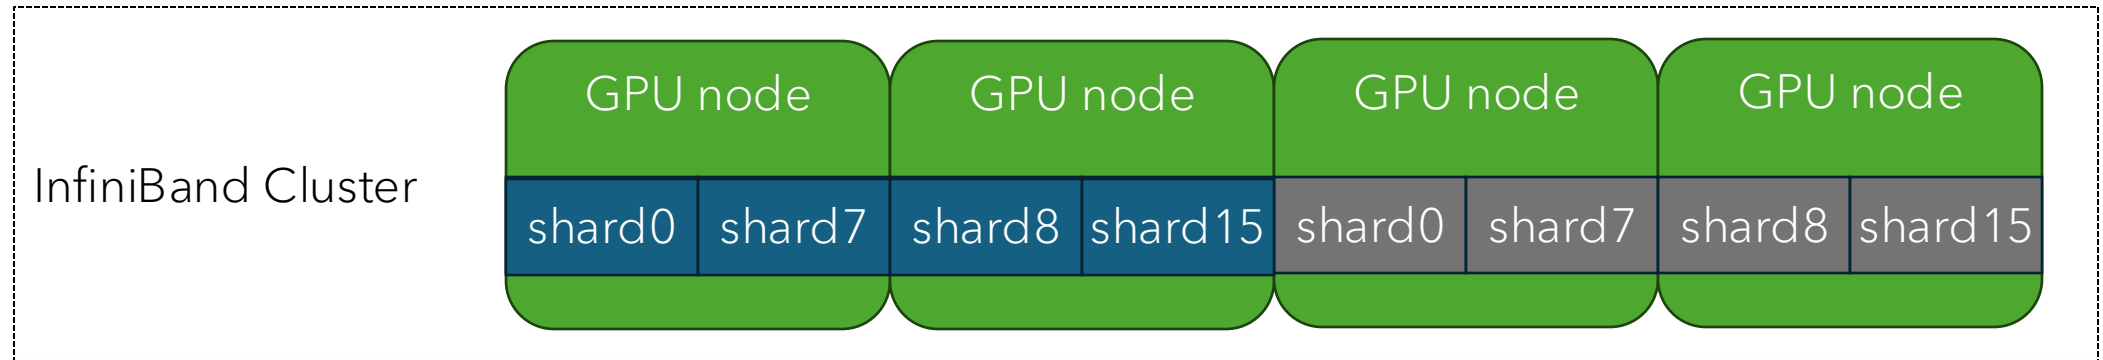 GPU node GPU node GPU node GPU node
InfiniBand Cluster
shard0 shard7 shard8 shard15 shard0 shard7 shard8 shard15